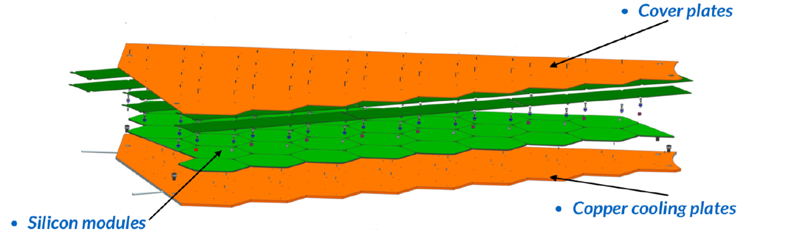 • Cover plates
• Copper cooling plates
• Silicon modules